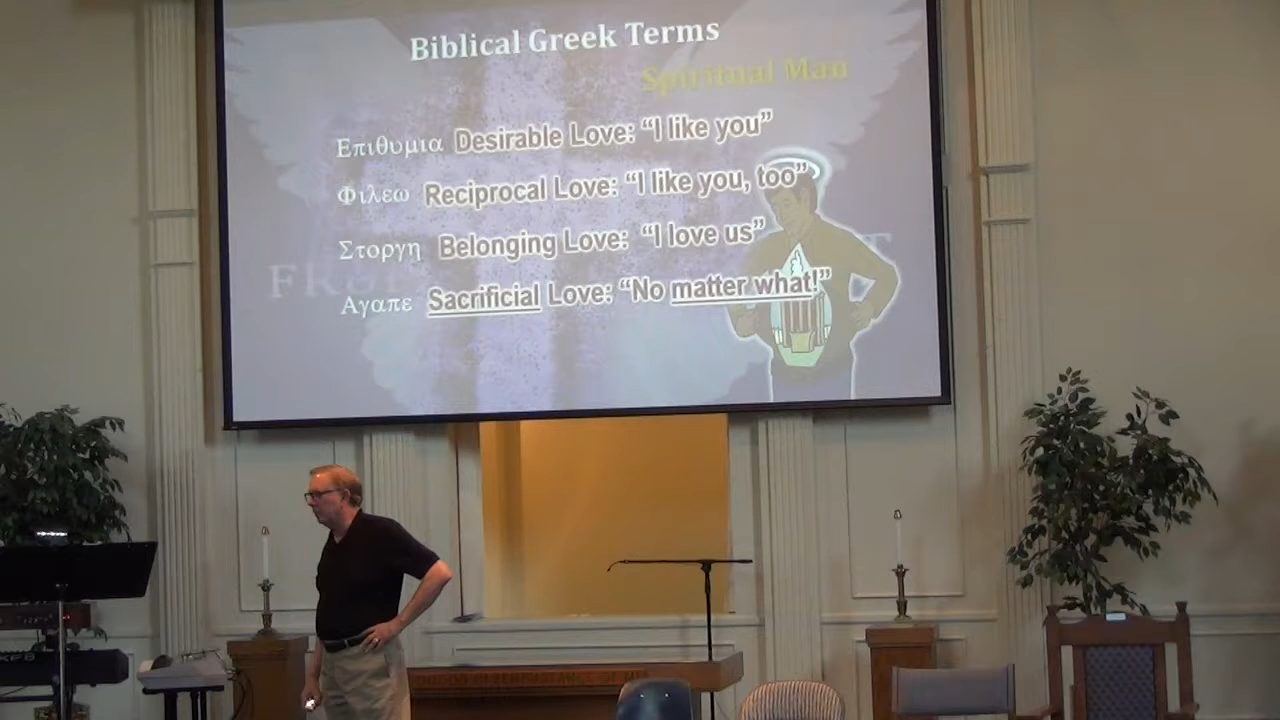 Biblical Greek Terms
Spiritual Man
Επιθυμια Desirable Love: “I like you”
Φιλεω Reciprocal Love: “I like you, too”
Στοργη Belonging Love: “I love us”
Αγαπε Sacrificial Love: “No matter what!”